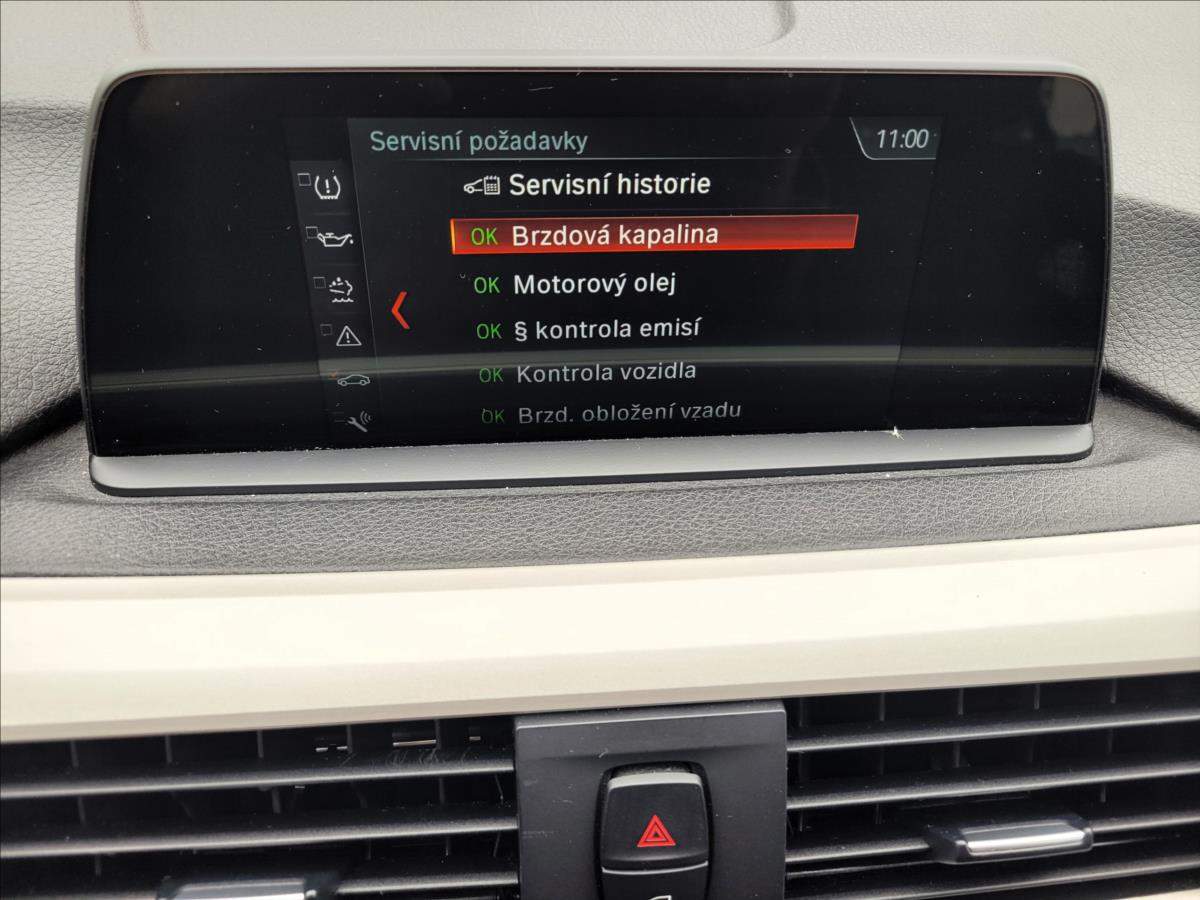 Servisní požadavky 11:00
Servisní historie
OK Brzdová kapalina
OK Motorový olej
OK § kontrola emisí
OK Kontrola vozidla
OK Brzd. obložení vzadu